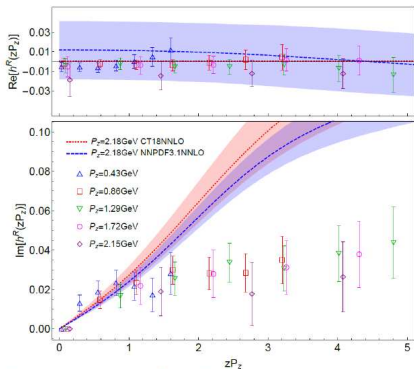 Re[h^R(zP_z)]
0.03
0.01
−0.01
−0.03
Im[h^R(zP_z)]
0.10
0.08
0.06
0.04
0.02
0.00
P_z=2.18GeV CT18NNLO
P_z=2.18GeV NNPDF3.1NNLO
P_z=0.43GeV
P_z=0.86GeV
P_z=1.29GeV
P_z=1.72GeV
P_z=2.15GeV
0 1 2 3 4 5
zP_z